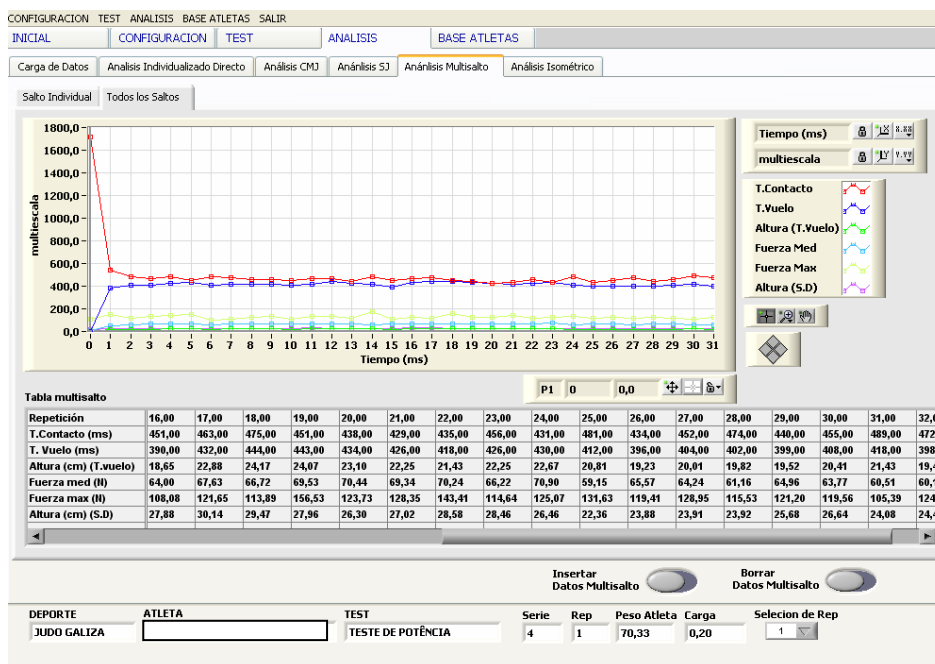 CONFIGURACION TEST ANALISIS BASE ATLETAS SALIR
INICIAL CONFIGURACION TEST ANALISIS BASE ATLETAS
Carga de Datos Analisis Individualizado Directo Análisis CMJ Anánlisis SJ Anánlisis Multisalto Análisis Isométrico
Salto Individual Todos los Saltos
1800,0
1600,0
1400,0
1200,0
1000,0
800,0
600,0
400,0
200,0
0,0
multiescala
0 1 2 3 4 5 6 7 8 9 10 11 12 13 14 15 16 17 18 19 20 21 22 23 24 25 26 27 28 29 30 31
Tiempo (ms)
Tiempo (ms)
multiescala
T.Contacto
T.Vuelo
Altura (T.Vuelo)
Fuerza Med
Fuerza Max
Altura (S.D)
P1 0 0,0
Tabla multisalto
Repetición 16,00 17,00 18,00 19,00 20,00 21,00 22,00 23,00 24,00 25,00 26,00 27,00 28,00 29,00 30,00 31,00 32,0
T.Contacto (ms) 451,00 463,00 475,00 451,00 438,00 429,00 435,00 456,00 431,00 481,00 434,00 452,00 474,00 440,00 455,00 489,00 472
T. Vuelo (ms) 390,00 432,00 444,00 443,00 434,00 426,00 418,00 426,00 430,00 412,00 396,00 404,00 402,00 399,00 408,00 418,00 398
Altura (cm) (T.vuelo) 18,65 22,88 24,17 24,07 23,10 22,25 21,43 22,25 22,67 20,81 19,23 20,01 19,82 19,52 20,41 21,43 19,4
Fuerza med (N) 64,00 67,63 66,72 69,53 70,44 69,34 70,24 66,22 70,90 59,15 65,57 64,24 61,16 64,96 63,77 60,51 60,1
Fuerza max (N) 108,08 121,65 113,89 156,53 123,73 128,35 143,41 114,64 125,07 131,63 119,41 128,95 115,53 121,20 119,56 105,39 124
Altura (cm) (S.D) 27,88 30,14 29,47 27,96 26,30 27,02 28,58 28,46 26,46 22,36 23,88 23,91 23,92 25,68 26,64 24,08 24,4
Insertar
Datos Multisalto
Borrar
Datos Multisalto
DEPORTE ATLETA TEST Serie Rep Peso Atleta Carga Selecion de Rep
JUDO GALIZA TESTE DE POTÊNCIA 4 1 70,33 0,20 1